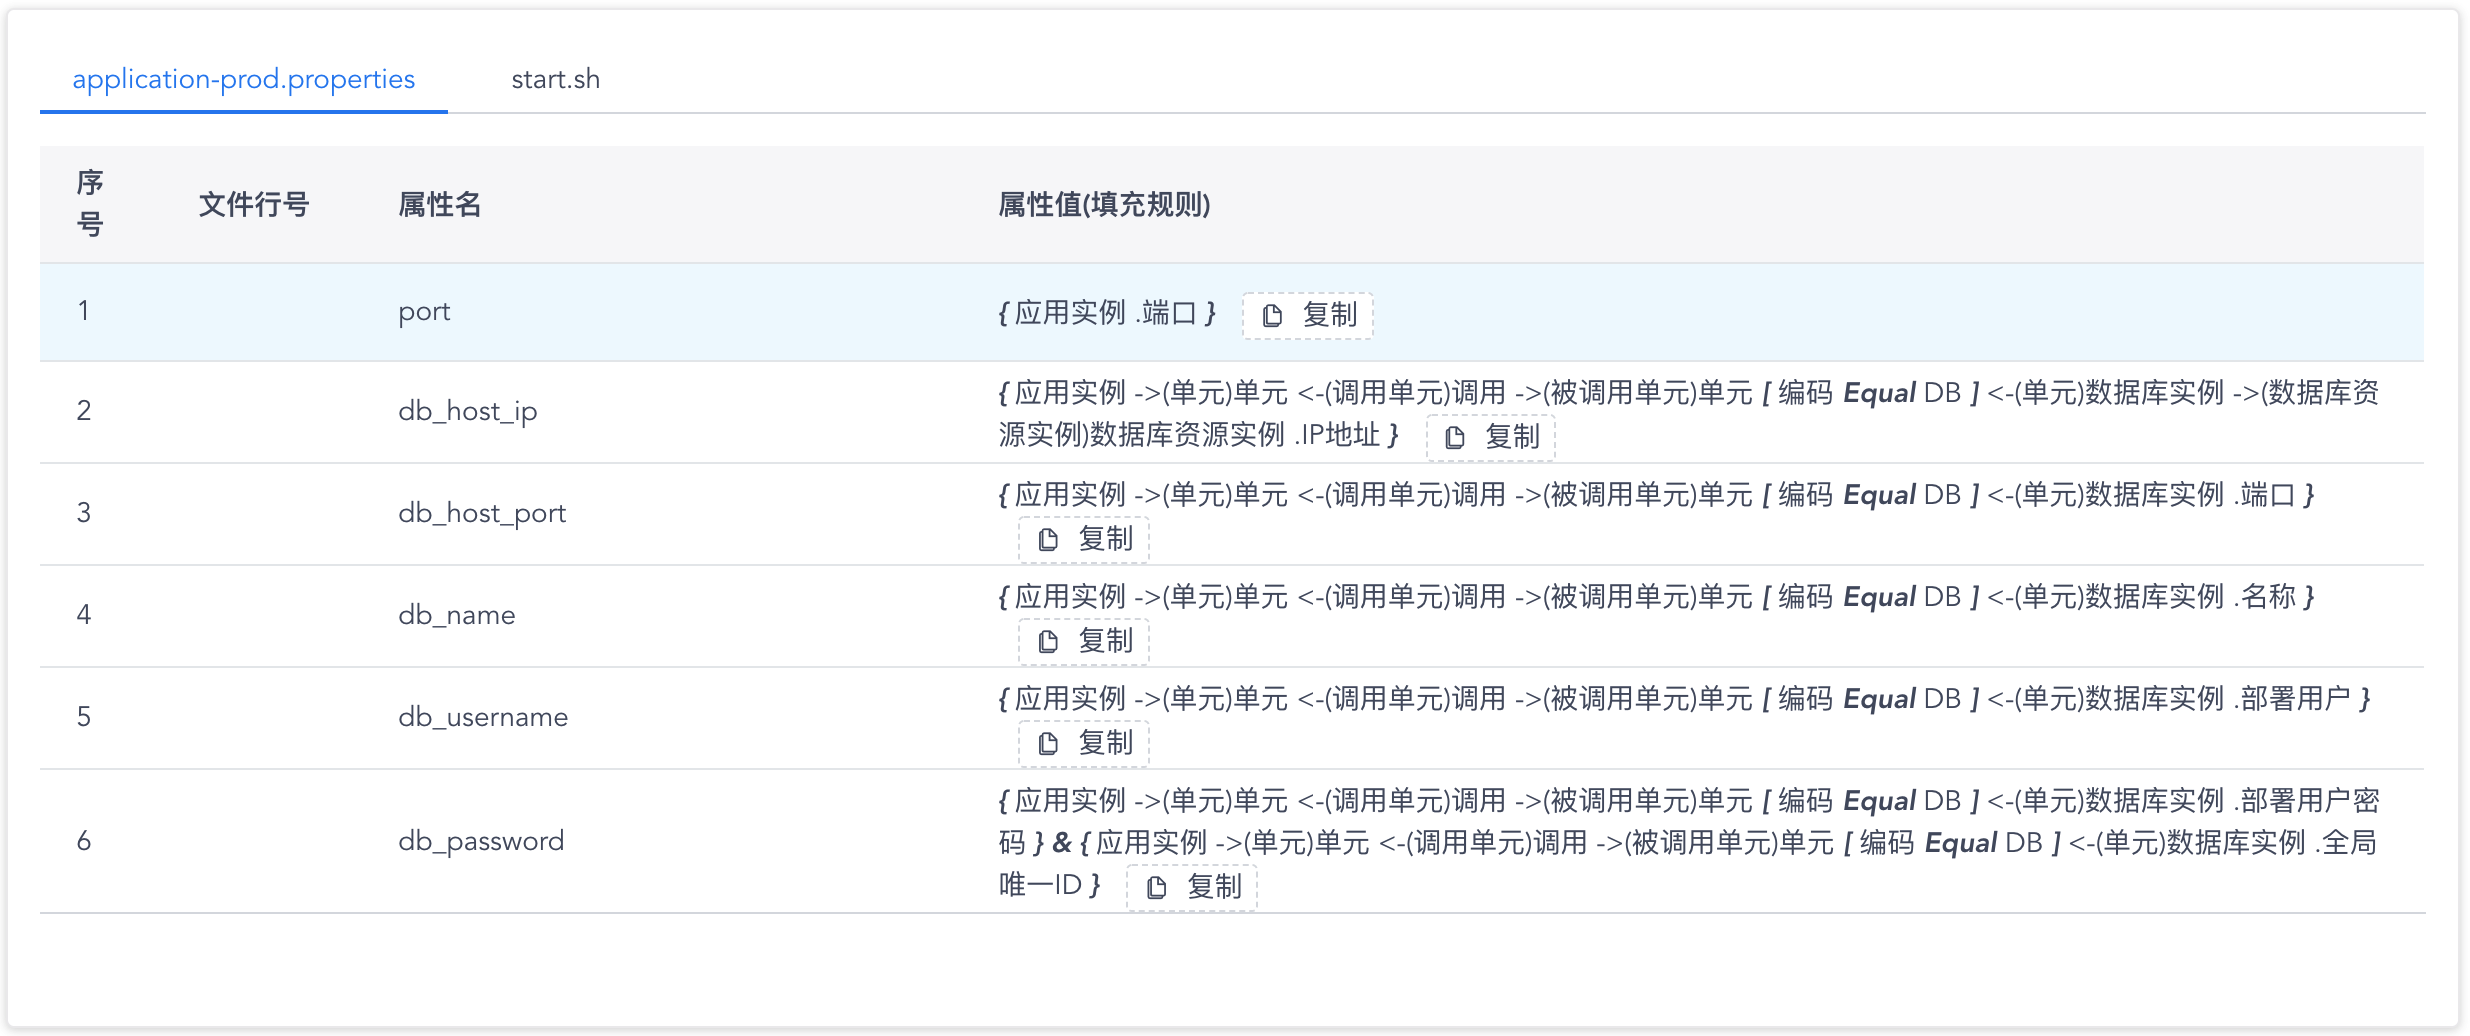 application-prod.properties start.sh
序号 文件行号 属性名 属性值(填充规则)
1 port { 应用实例 .端口 } 复制
2 db_host_ip { 应用实例 ->(单元)单元 <-(调用单元)调用 ->(被调用单元)单元 [ 编码 Equal DB ] <-(单元)数据库实例 ->(数据库资
源实例)数据库资源实例 .IP地址 } 复制
3 db_host_port { 应用实例 ->(单元)单元 <-(调用单元)调用 ->(被调用单元)单元 [ 编码 Equal DB ] <-(单元)数据库实例 .端口 }
复制
4 db_name { 应用实例 ->(单元)单元 <-(调用单元)调用 ->(被调用单元)单元 [ 编码 Equal DB ] <-(单元)数据库实例 .名称 }
复制
5 db_username { 应用实例 ->(单元)单元 <-(调用单元)调用 ->(被调用单元)单元 [ 编码 Equal DB ] <-(单元)数据库实例 .部署用户 }
复制
6 db_password { 应用实例 ->(单元)单元 <-(调用单元)调用 ->(被调用单元)单元 [ 编码 Equal DB ] <-(单元)数据库实例 .部署用户密
码 } & { 应用实例 ->(单元)单元 <-(调用单元)调用 ->(被调用单元)单元 [ 编码 Equal DB ] <-(单元)数据库实例 .全局
唯一ID } 复制